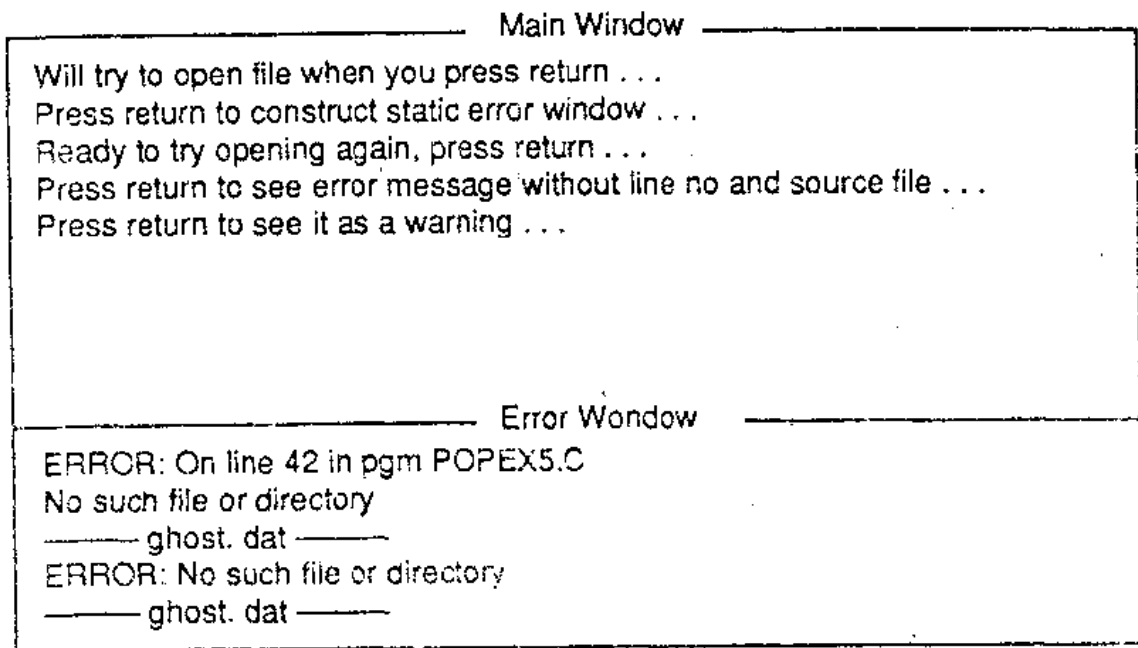 Main Window
Will try to open file when you press return . . .
Press return to construct static error window . . .
Ready to try opening again, press return . . .
Press return to see error message without line no and source file . . .
Press return to see it as a warning . . .
Error Wondow
ERROR: On line 42 in pgm POPEX5.C
No such file or directory
——— ghost. dat ———
ERROR: No such file or directory
——— ghost. dat ———